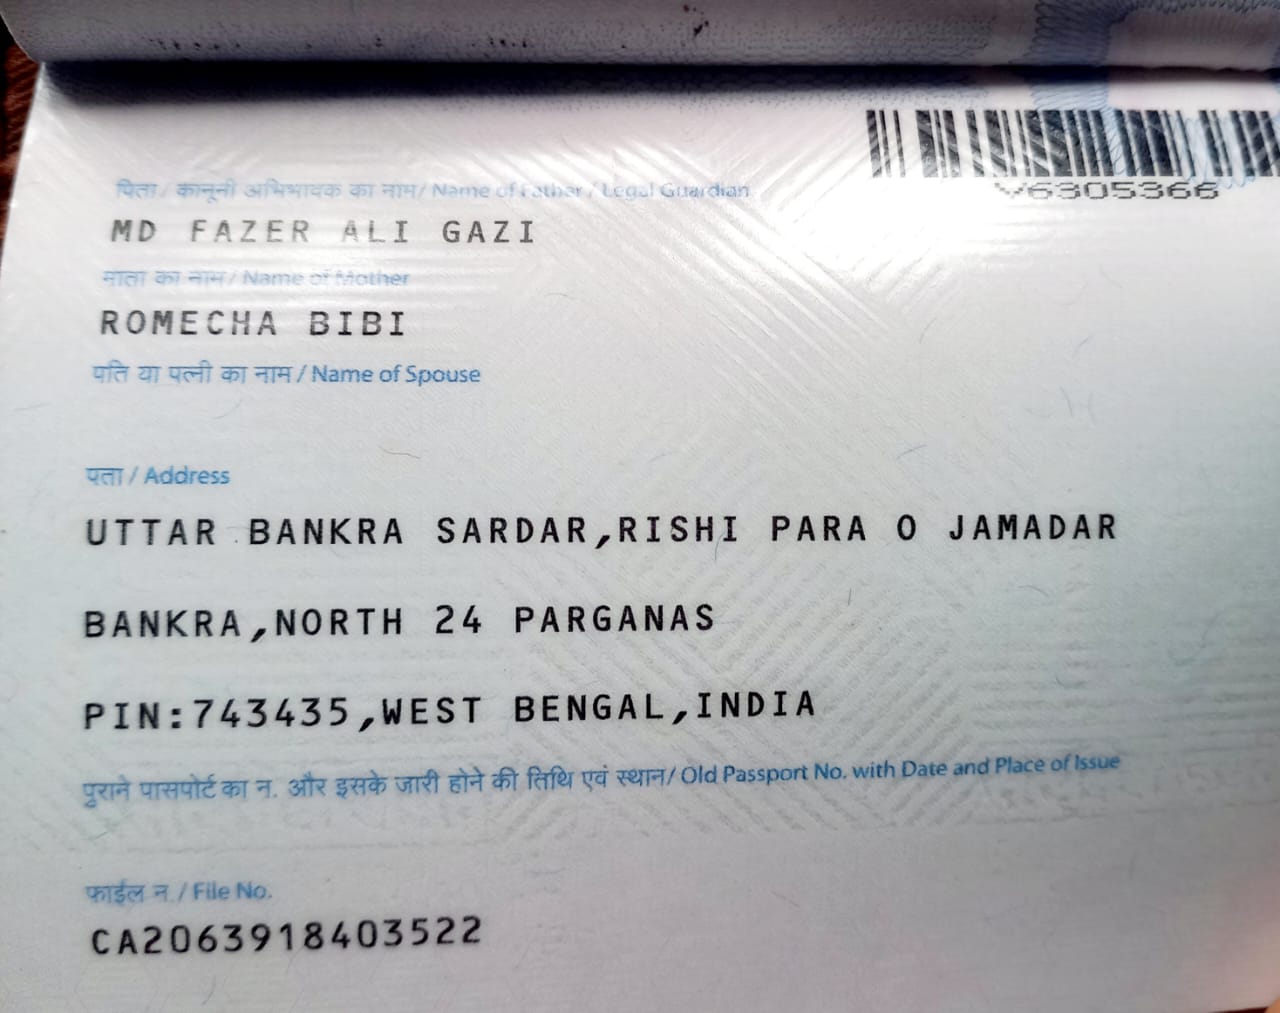 V6305366
पिता / कानूनी अभिभावक का नाम / Name of Father / Legal Guardian
MD FAZER ALI GAZI
माता का नाम / Name of Mother
ROMECHA BIBI
पति या पत्नी का नाम / Name of Spouse
पता / Address
UTTAR BANKRA SARDAR,RISHI PARA O JAMADAR
BANKRA,NORTH 24 PARGANAS
PIN:743435,WEST BENGAL,INDIA
पुराने पासपोर्ट का न. और इसके जारी होने की तिथि एवं स्थान / Old Passport No. with Date and Place of Issue
फाईल न. / File No.
CA2063918403522